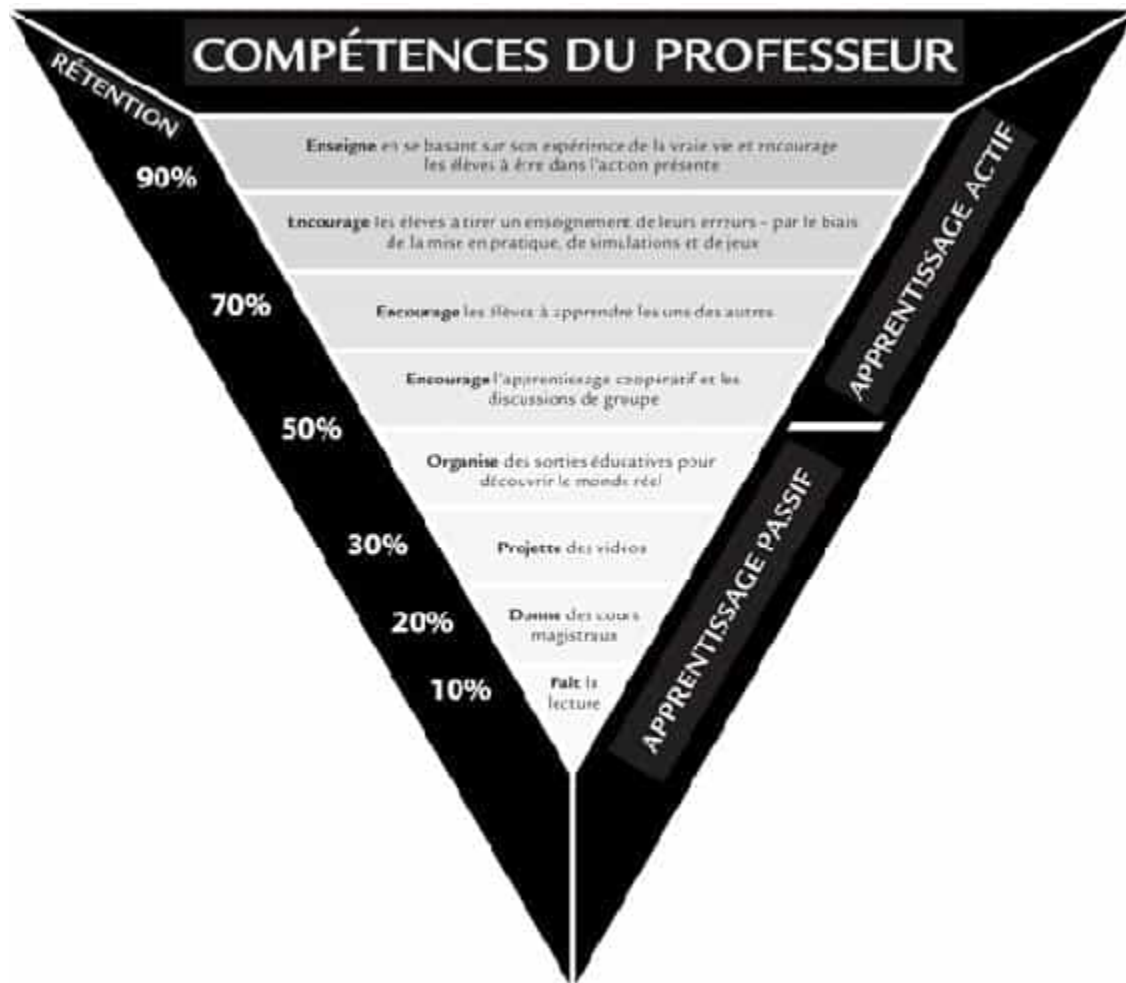 COMPÉTENCES DU PROFESSEUR
RÉTENTION
90%
Enseigne en se basant sur son expérience de la vraie vie et encourage
les élèves à être dans l'action présente
Encourage les élèves à tirer un enseignement de leurs erreurs – par le biais
de la mise en pratique, de simulations et de jeux
70%
Encourage les élèves à apprendre les uns des autres
Encourage l'apprentissage coopératif et les
discussions de groupe
50%
Organise des sorties éducatives pour
découvrir le monde réel
30%
Projette des vidéos
20%
Donne des cours
magistraux
10%
Fait la
lecture
APPRENTISSAGE ACTIF
APPRENTISSAGE PASSIF